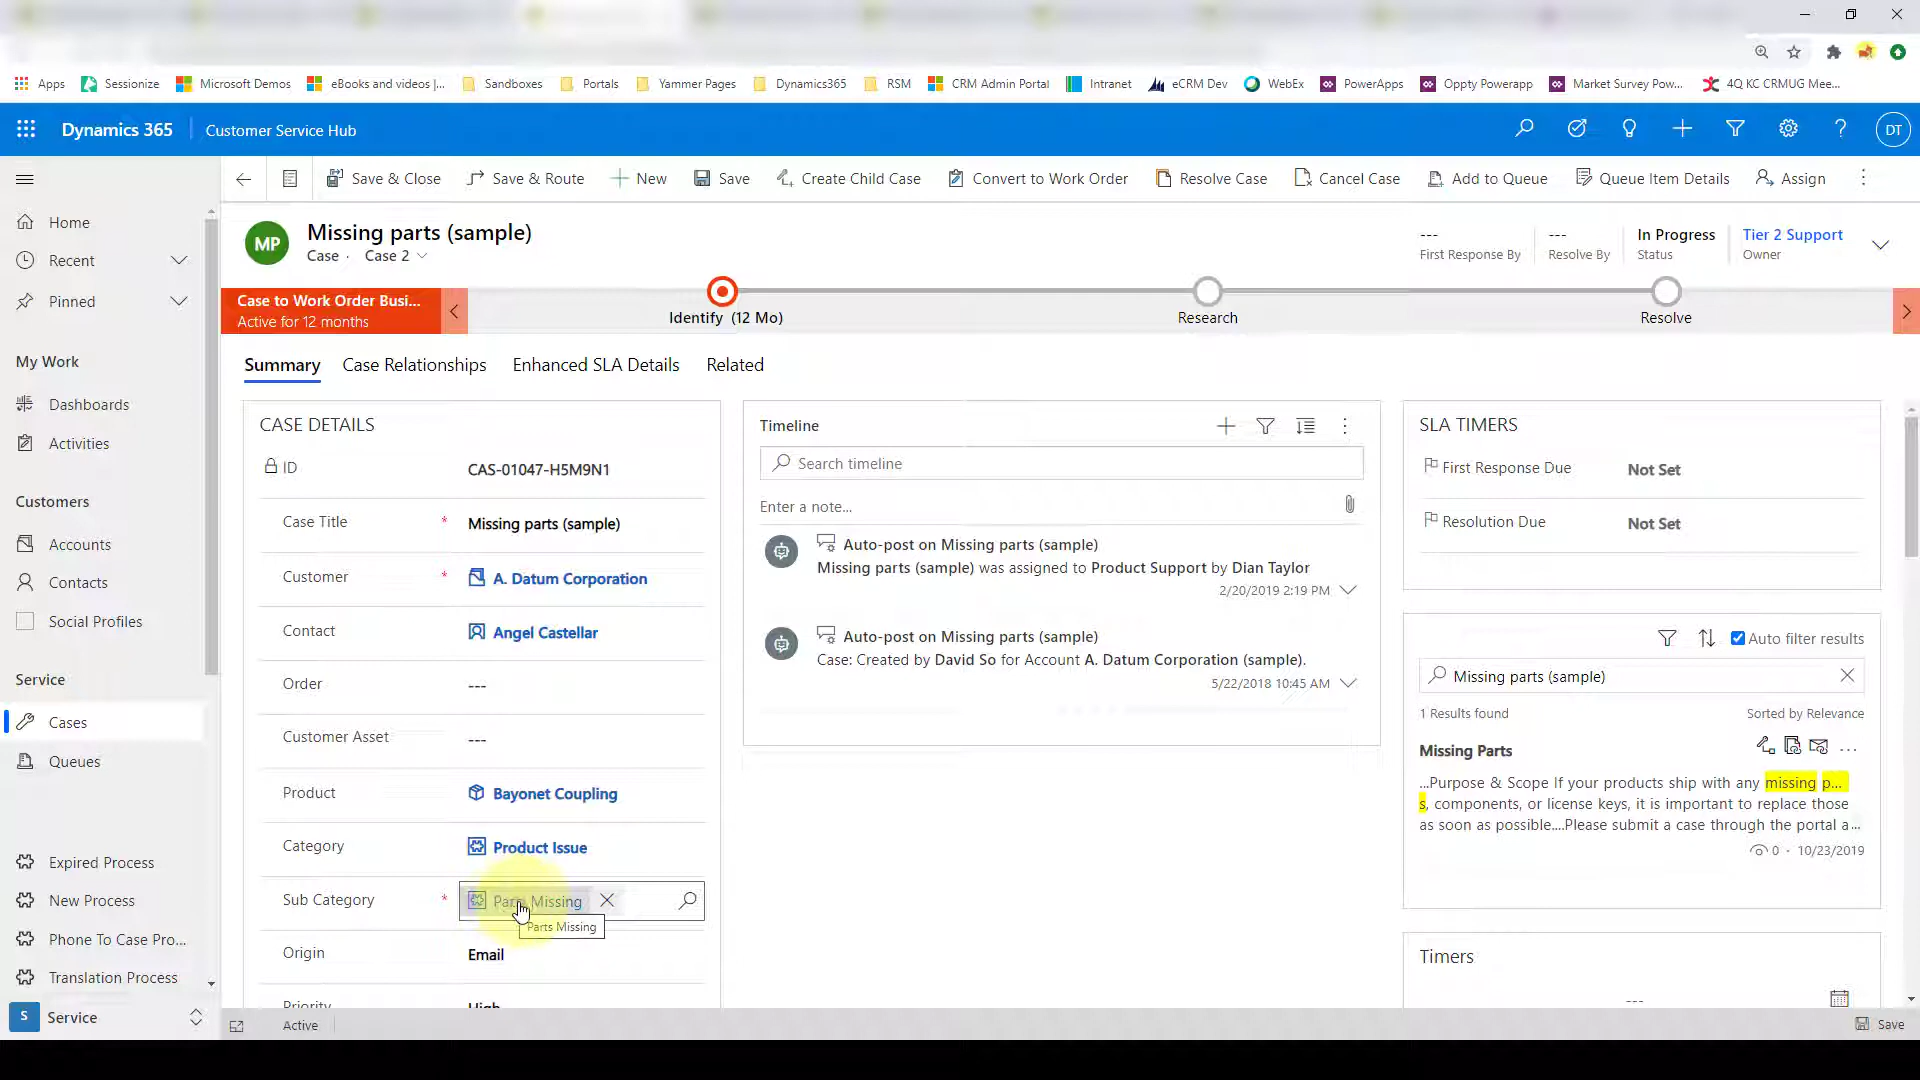 Apps
Sessionize
Microsoft Demos
eBooks and videos |...
Sandboxes
Portals
Yammer Pages
Dynamics365
RSM
CRM Admin Portal
Intranet
eCRM Dev
WebEx
PowerApps
Oppty Powerapp
Market Survey Pow...
4Q KC CRMUG Mee...
Dynamics 365
Customer Service Hub
DT
Save & Close
Save & Route
New
Save
Create Child Case
Convert to Work Order
Resolve Case
Cancel Case
Add to Queue
Queue Item Details
Assign
Home
Recent
Pinned
My Work
Dashboards
Activities
Customers
Accounts
Contacts
Social Profiles
Service
Cases
Queues
Expired Process
New Process
Phone To Case Pro...
Translation Process
S
Service
MP
Missing parts (sample)
Case · Case 2
---
First Response By
---
Resolve By
In Progress
Status
Tier 2 Support
Owner
Case to Work Order Busi...
Active for 12 months
Identify (12 Mo)
Research
Resolve
Summary
Case Relationships
Enhanced SLA Details
Related
CASE DETAILS
ID
CAS-01047-H5M9N1
Case Title
*
Missing parts (sample)
Customer
*
A. Datum Corporation
Contact
Angel Castellar
Order
---
Customer Asset
---
Product
Bayonet Coupling
Category
Product Issue
Sub Category
*
Parts Missing
Parts Missing
Origin
Email
Priority
High
Timeline
Search timeline
Enter a note...
Auto-post on Missing parts (sample)
Missing parts (sample) was assigned to Product Support by Dian Taylor
2/20/2019 2:19 PM
Auto-post on Missing parts (sample)
Case: Created by David So for Account A. Datum Corporation (sample).
5/22/2018 10:45 AM
SLA TIMERS
First Response Due
Not Set
Resolution Due
Not Set
Auto filter results
Missing parts (sample)
1 Results found
Sorted by Relevance
Missing Parts
...
...Purpose & Scope If your products ship with any missing p...
s, components, or license keys, it is important to replace those
as soon as possible....Please submit a case through the portal a...
0 · 10/23/2019
Timers
---
Active
Save